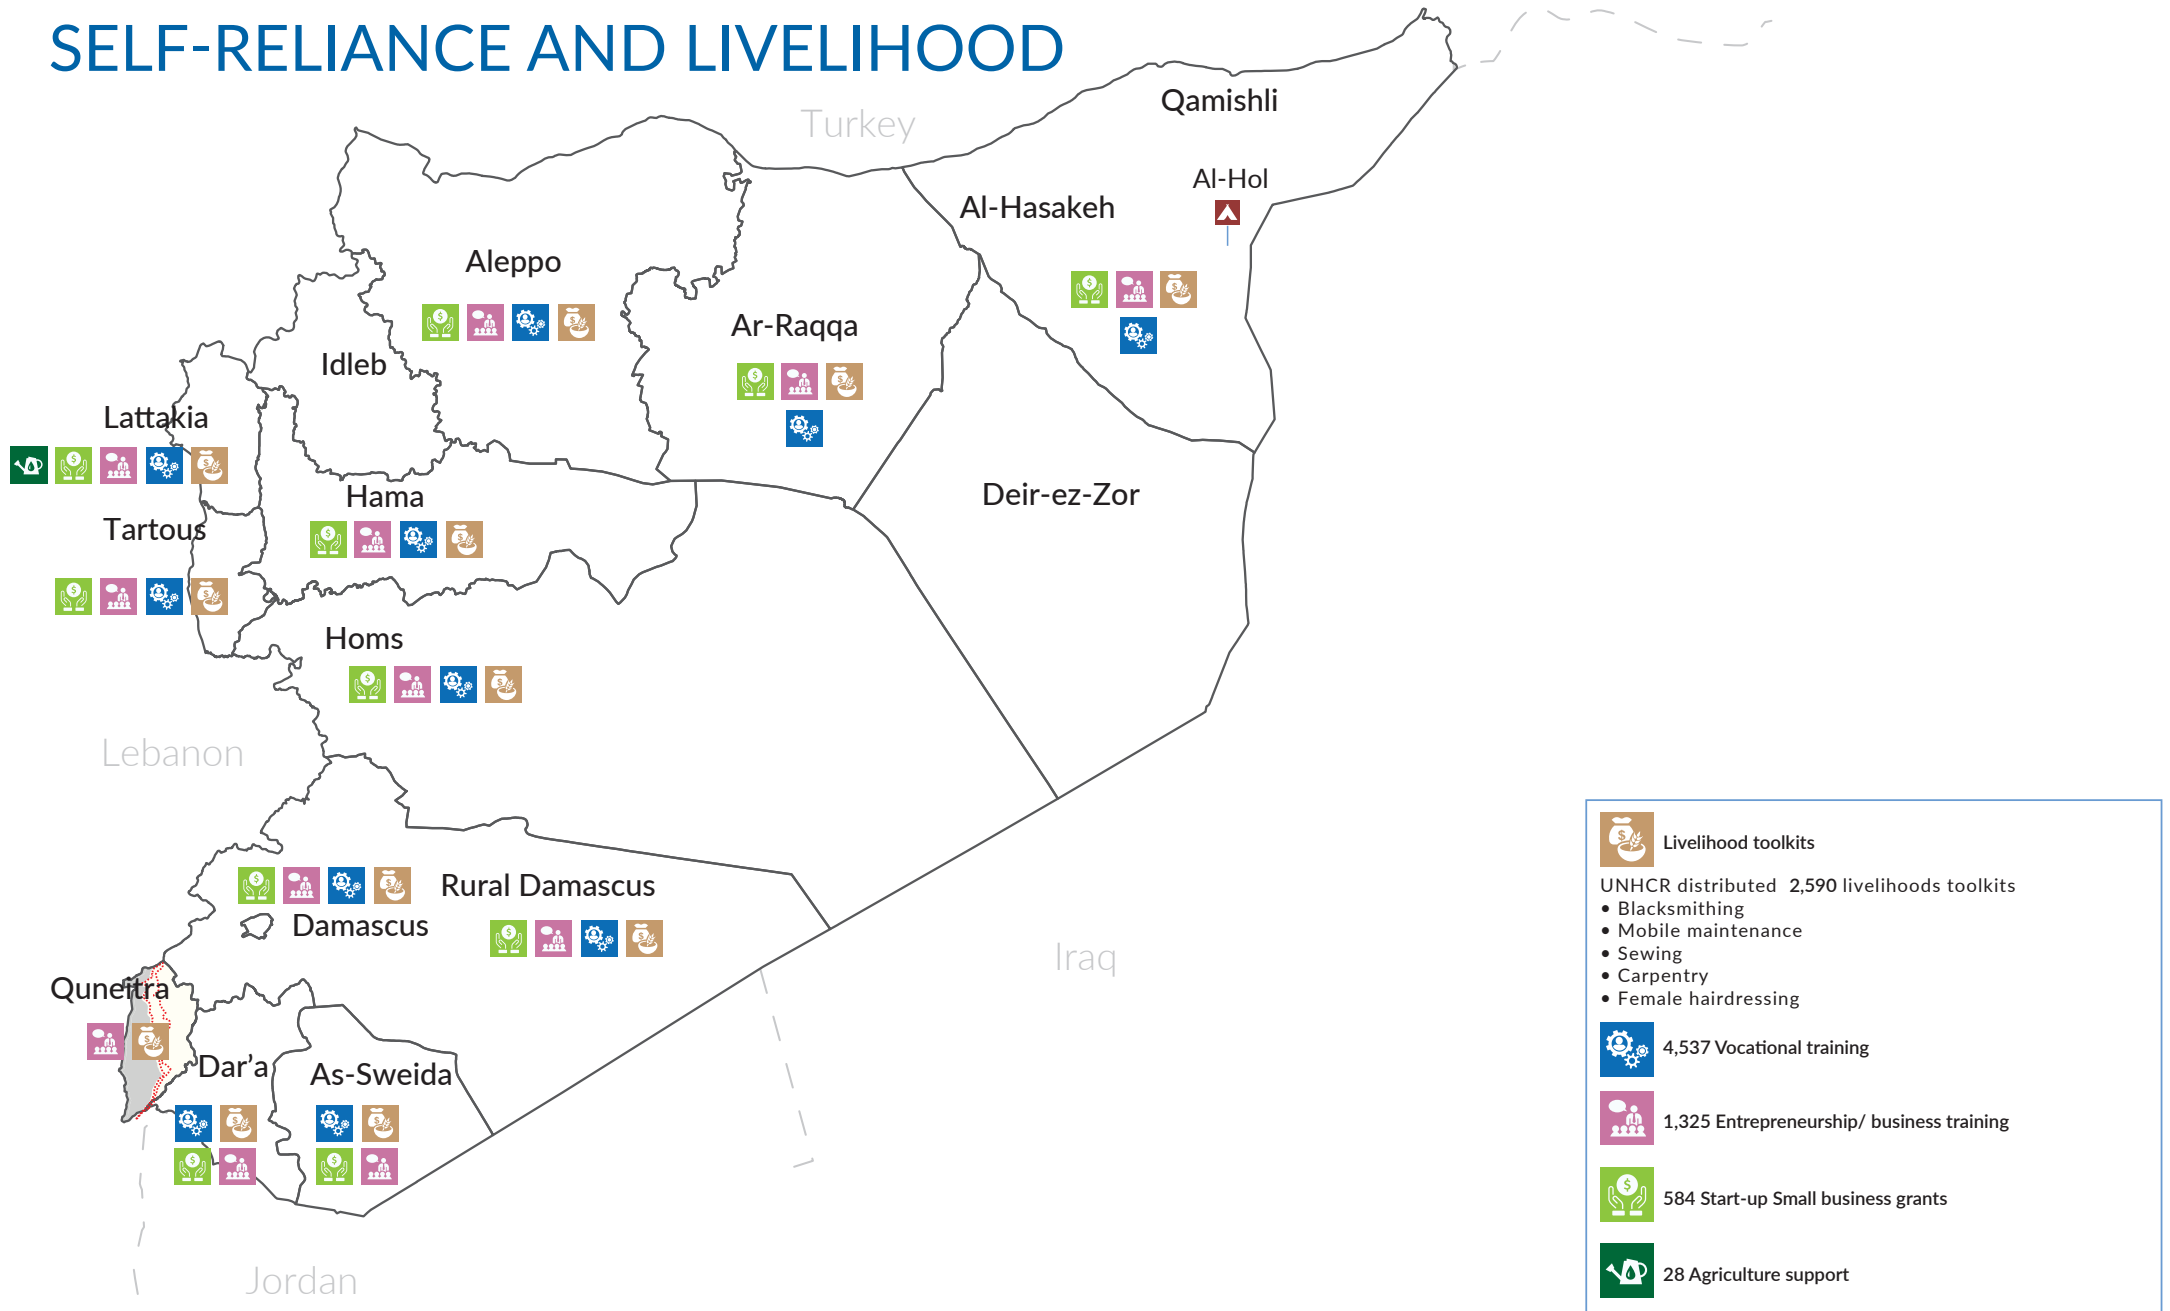 SELF-RELIANCE AND LIVELIHOOD
Turkey
Qamishli
Al-Hol
Al-Hasakeh
Aleppo
Ar-Raqqa
Idleb
Lattakia
Deir-ez-Zor
Hama
Tartous
Homs
Lebanon
Rural Damascus
Damascus
Iraq
Quneitra
Dar’a
As-Sweida
Jordan
Livelihood toolkits
UNHCR distributed 2,590 livelihoods toolkits
• Blacksmithing
• Mobile maintenance
• Sewing
• Carpentry
• Female hairdressing
4,537 Vocational training
1,325 Entrepreneurship/ business training
584 Start-up Small business grants
28 Agriculture support